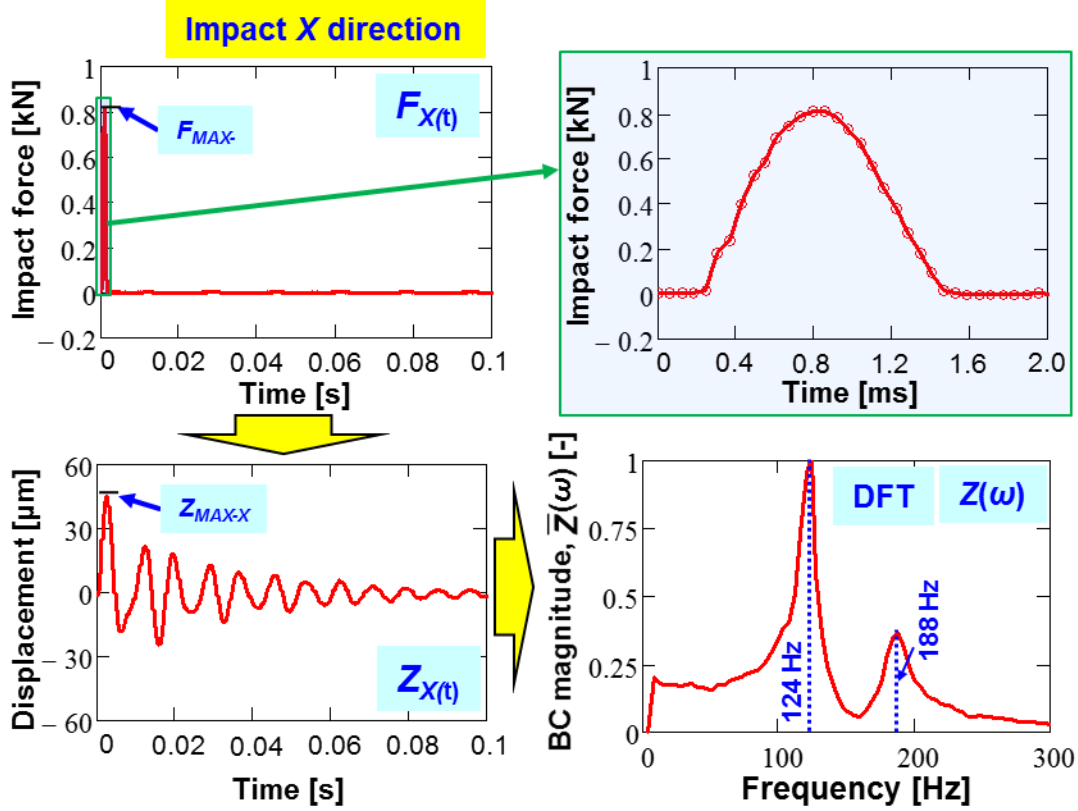 Impact X direction
Impact force [kN]
1
0.8
0.6
0.4
0.2
0
– 0.2
F_MAX-
F_X(t)
0 0.02 0.04 0.06 0.08 0.1
Time [s]
Impact force [kN]
1
0.8
0.6
0.4
0.2
0
– 0.2
0 0.4 0.8 1.2 1.6 2.0
Time [ms]
Displacement [µm]
60
30
0
– 30
– 60
Z_MAX-X
Z_X(t)
0 0.02 0.04 0.06 0.08 0.1
Time [s]
BC magnitude, Z̅(ω) [-]
1
0.75
0.5
0.25
0
DFT
Z(ω)
124 Hz
188 Hz
0 100 200 300
Frequency [Hz]